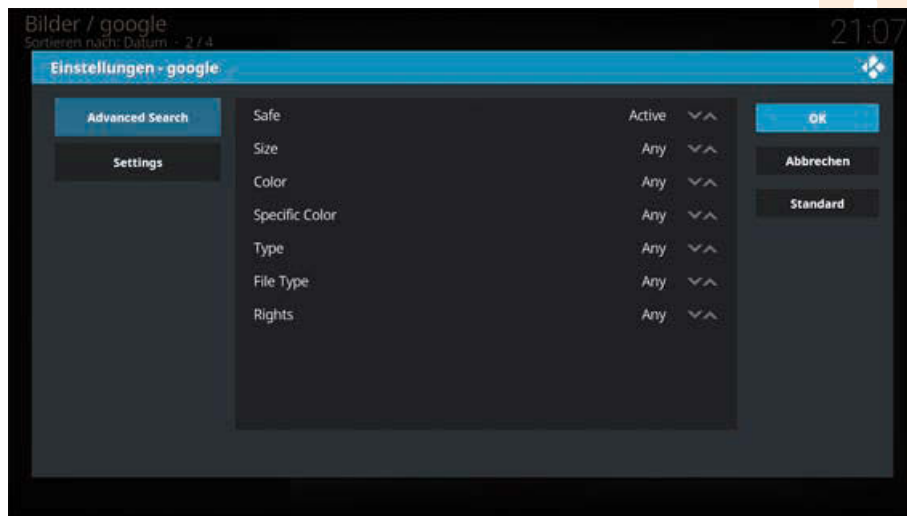 Bilder / google
21:07
Sortieren nach: Datum - 2 / 4
Einstellungen - google
Advanced Search
Settings
Safe Active
Size Any
Color Any
Specific Color Any
Type Any
File Type Any
Rights Any
OK
Abbrechen
Standard